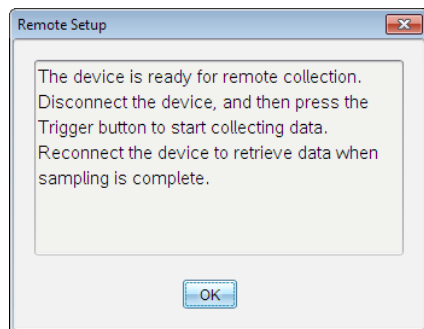 Remote Setup
The device is ready for remote collection.
Disconnect the device, and then press the
Trigger button to start collecting data.
Reconnect the device to retrieve data when
sampling is complete.
OK